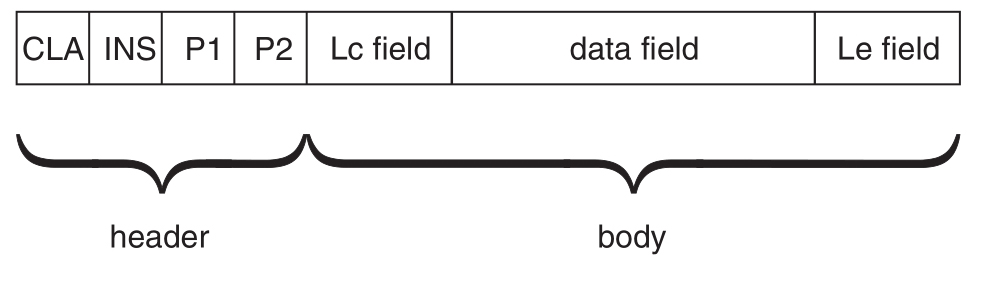 CLA INS P1 P2 Lc field data field Le field
header body